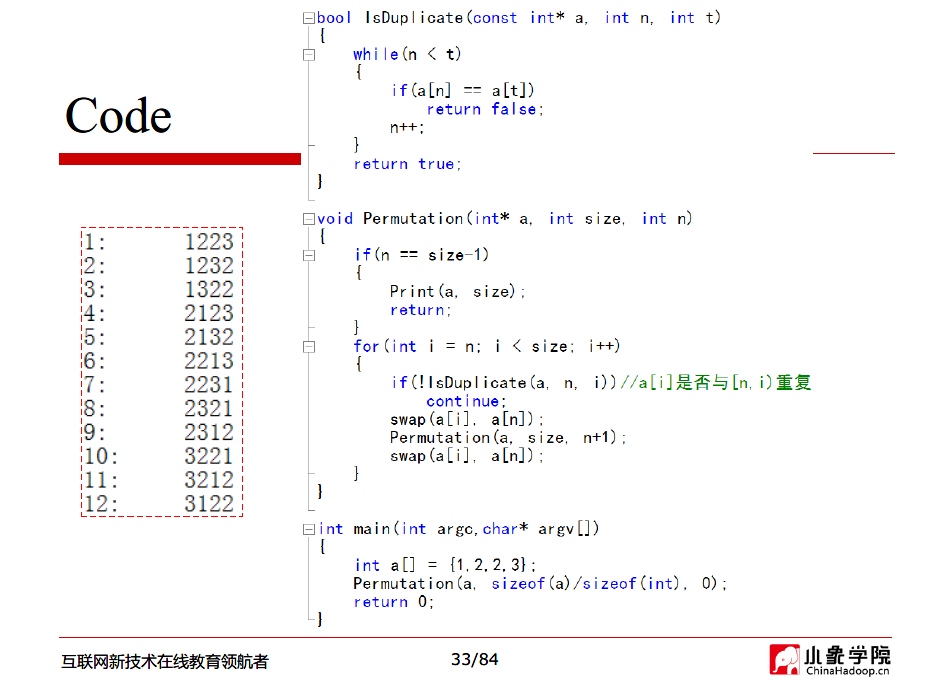 Code
1: 1223
2: 1232
3: 1322
4: 2123
5: 2132
6: 2213
7: 2231
8: 2321
9: 2312
10: 3221
11: 3212
12: 3122
bool IsDuplicate(const int* a, int n, int t)
{
    while(n < t)
    {
        if(a[n] == a[t])
            return false;
        n++;
    }
    return true;
}
void Permutation(int* a, int size, int n)
{
    if(n == size-1)
    {
        Print(a, size);
        return;
    }
    for(int i = n; i < size; i++)
    {
        if(!IsDuplicate(a, n, i))//a[i]是否与[n,i)重复
            continue;
        swap(a[i], a[n]);
        Permutation(a, size, n+1);
        swap(a[i], a[n]);
    }
}
int main(int argc,char* argv[])
{
    int a[] = {1,2,2,3};
    Permutation(a, sizeof(a)/sizeof(int), 0);
    return 0;
}
互联网新技术在线教育领航者
33/84
小象学院
ChinaHadoop.cn